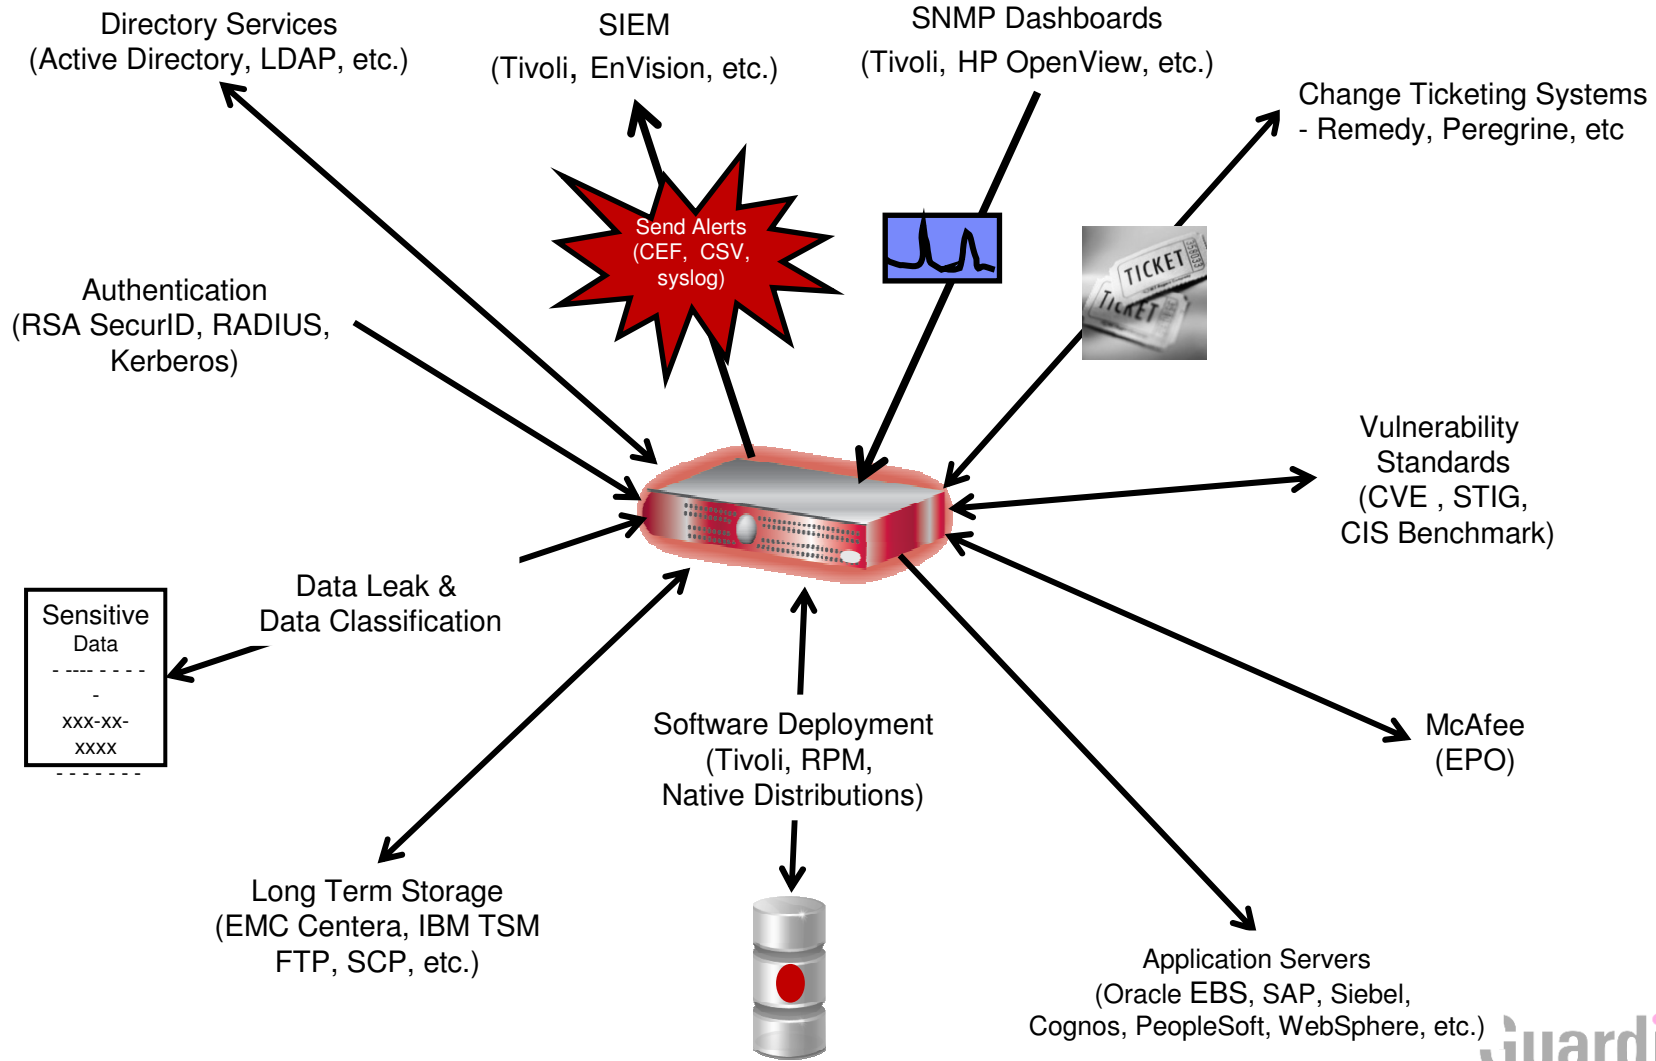 Directory Services
(Active Directory, LDAP, etc.)
SIEM
(Tivoli, EnVision, etc.)
SNMP Dashboards
(Tivoli, HP OpenView, etc.)
Change Ticketing Systems
- Remedy, Peregrine, etc
Send Alerts
(CEF, CSV,
syslog)
TICKET
TICKET
Authentication
(RSA SecurID, RADIUS,
Kerberos)
Vulnerability
Standards
(CVE , STIG,
CIS Benchmark)
Data Leak &
Data Classification
Sensitive
Data
- ---- - - - -
-
xxx-xx-
xxxx
- - - - - - -
Software Deployment
(Tivoli, RPM,
Native Distributions)
McAfee
(EPO)
Long Term Storage
(EMC Centera, IBM TSM
FTP, SCP, etc.)
Application Servers
(Oracle EBS, SAP, Siebel,
Cognos, PeopleSoft, WebSphere, etc.)